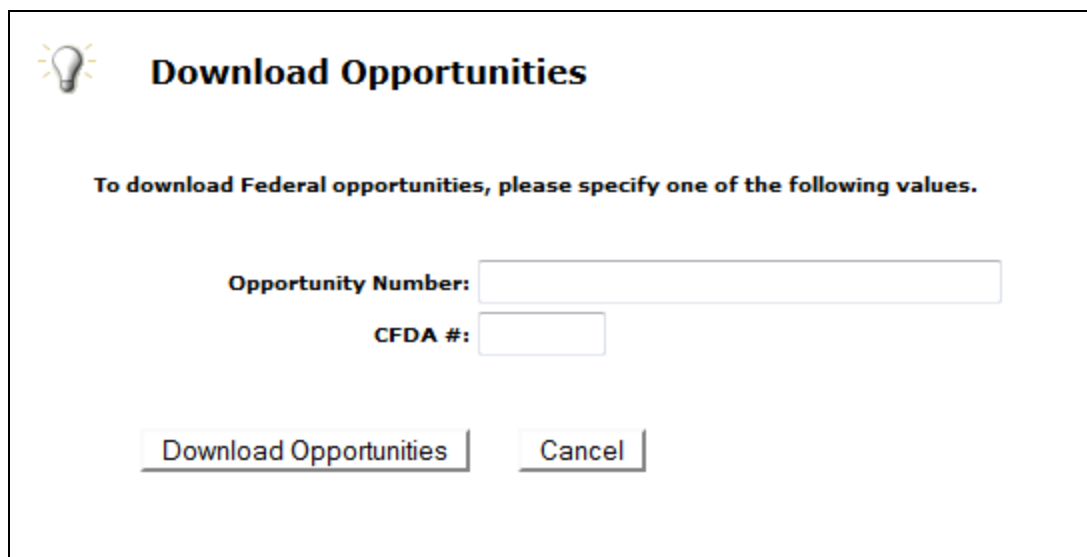 Download Opportunities
To download Federal opportunities, please specify one of the following values.
Opportunity Number:
CFDA #:
Download Opportunities Cancel